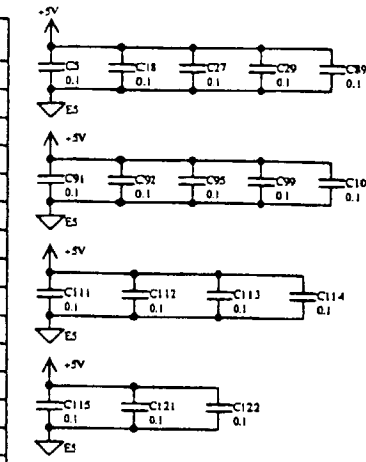 +5V
C5 C18 C27 C29 C89
0.1 0.1 0.1 0.1 0.1
E5
+5V
C91 C92 C95 C99 C10
0.1 0.1 0.1 0.1 0.1
E5
+5V
C111 C112 C113 C114
0.1 0.1 0.1 0.1
E5
+5V
C115 C121 C122
0.1 0.1 0.1
E5